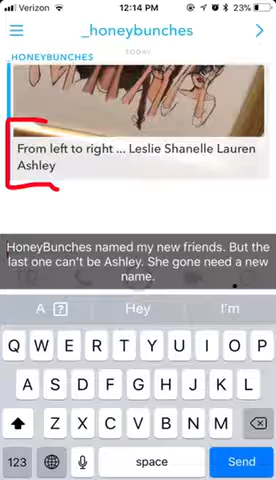 Verizon 12:14 PM 23%
_honeybunches
TODAY
_HONEYBUNCHES
From left to right ... Leslie Shanelle Lauren
Ashley
HoneyBunches named my new friends. But the
last one can't be Ashley. She gone need a new
name.
A ? Hey I'm
Q W E R T Y U I O P
A S D F G H J K L
Z X C V B N M
123 space Send